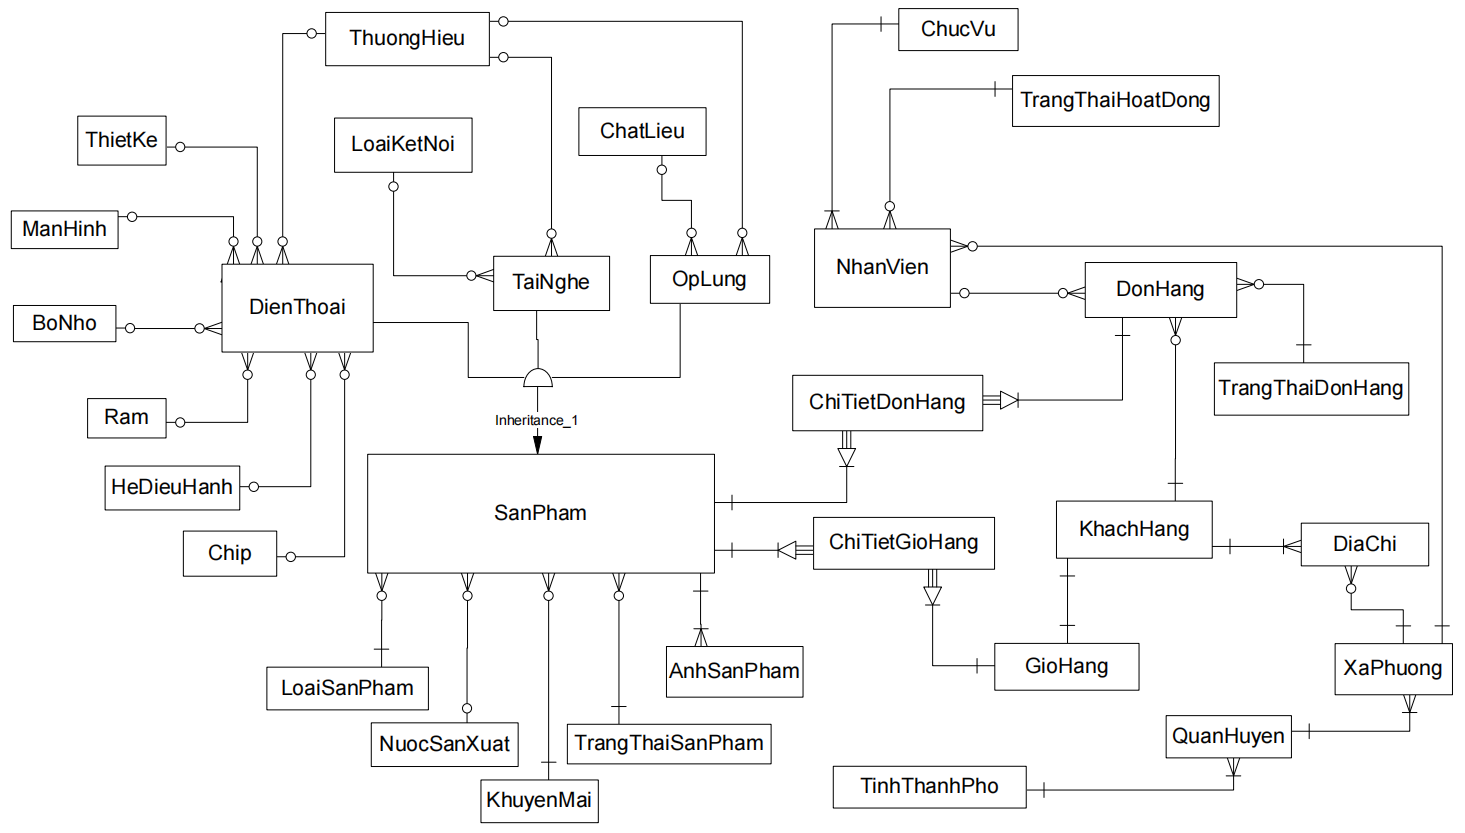 ThuongHieu
ChucVu
TrangThaiHoatDong
ThietKe
LoaiKetNoi
ChatLieu
ManHinh
NhanVien
TaiNghe
OpLung
DonHang
DienThoai
BoNho
TrangThaiDonHang
ChiTietDonHang
Ram
Inheritance_1
HeDieuHanh
SanPham
KhachHang
ChiTietGioHang
DiaChi
Chip
GioHang
XaPhuong
AnhSanPham
LoaiSanPham
NuocSanXuat
TrangThaiSanPham
QuanHuyen
TinhThanhPho
KhuyenMai